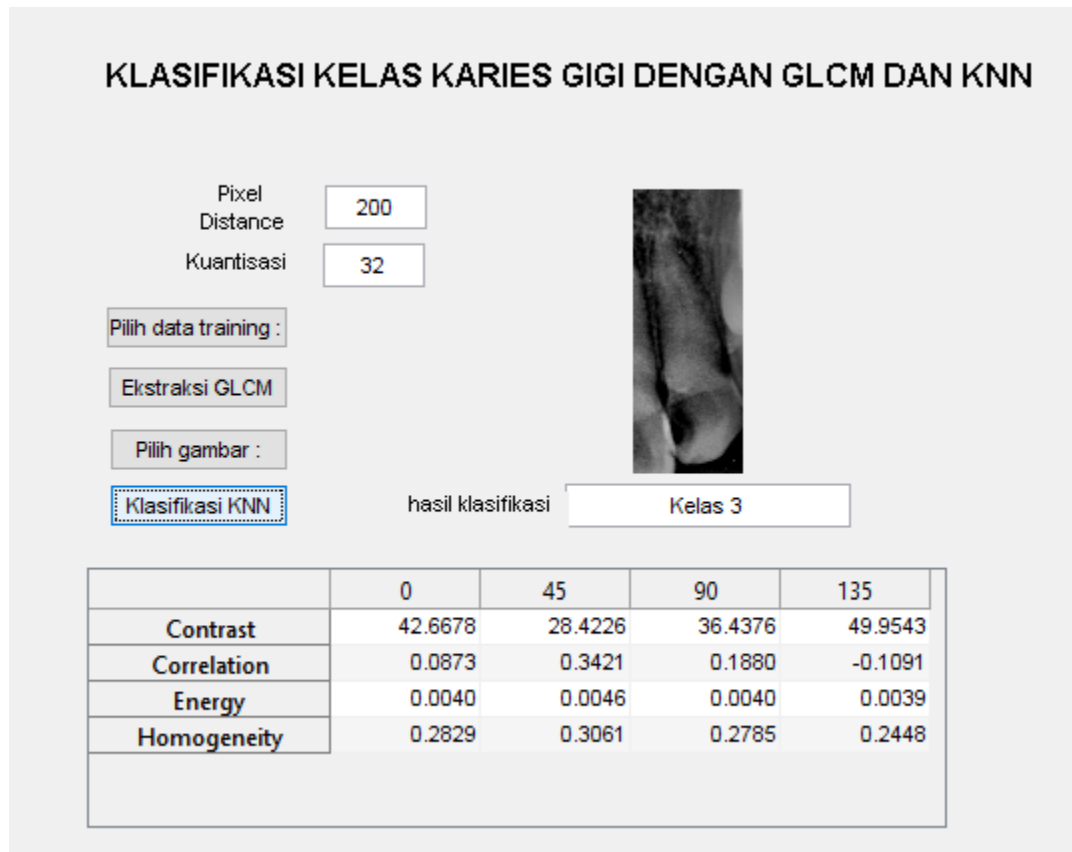 KLASIFIKASI KELAS KARIES GIGI DENGAN GLCM DAN KNN
Pixel
Distance
200
Kuantisasi
32
Pilih data training :
Ekstraksi GLCM
Pilih gambar :
Klasifikasi KNN
hasil klasifikasi
Kelas 3
0 45 90 135
Contrast 42.6678 28.4226 36.4376 49.9543
Correlation 0.0873 0.3421 0.1880 -0.1091
Energy 0.0040 0.0046 0.0040 0.0039
Homogeneity 0.2829 0.3061 0.2785 0.2448